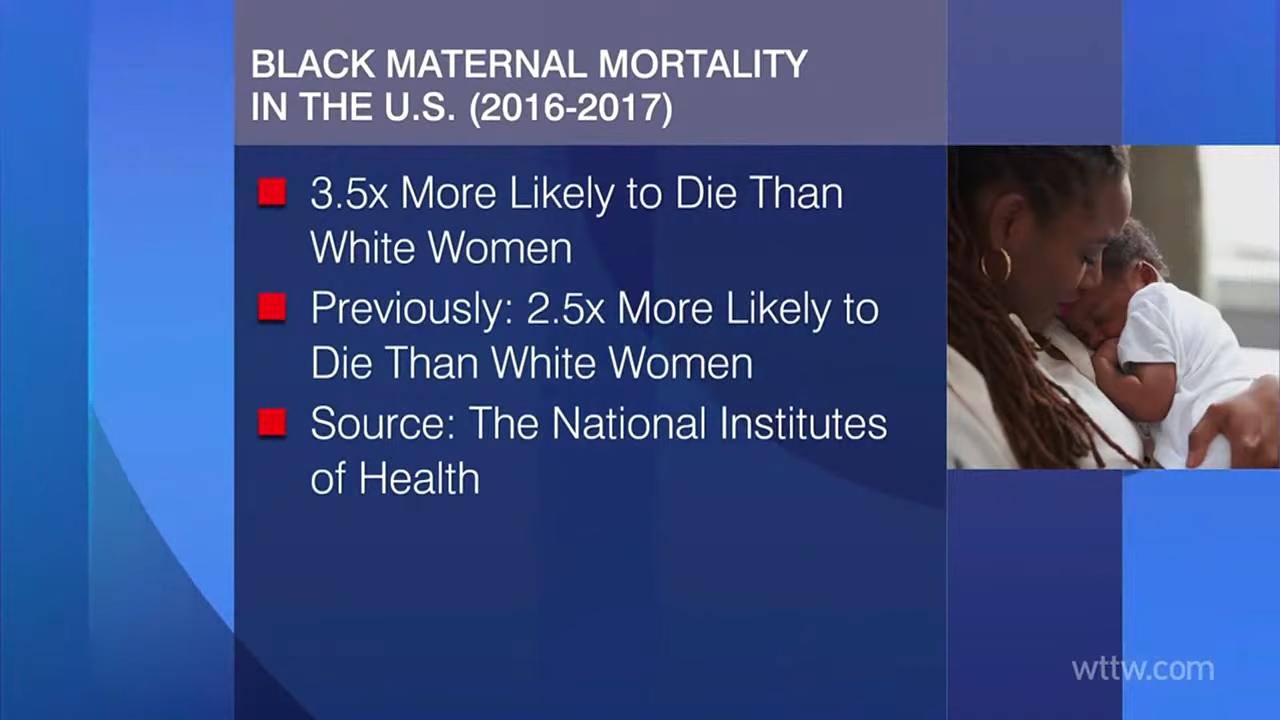 BLACK MATERNAL MORTALITY
IN THE U.S. (2016-2017)
3.5x More Likely to Die Than
White Women
Previously: 2.5x More Likely to
Die Than White Women
Source: The National Institutes
of Health
wttw.com